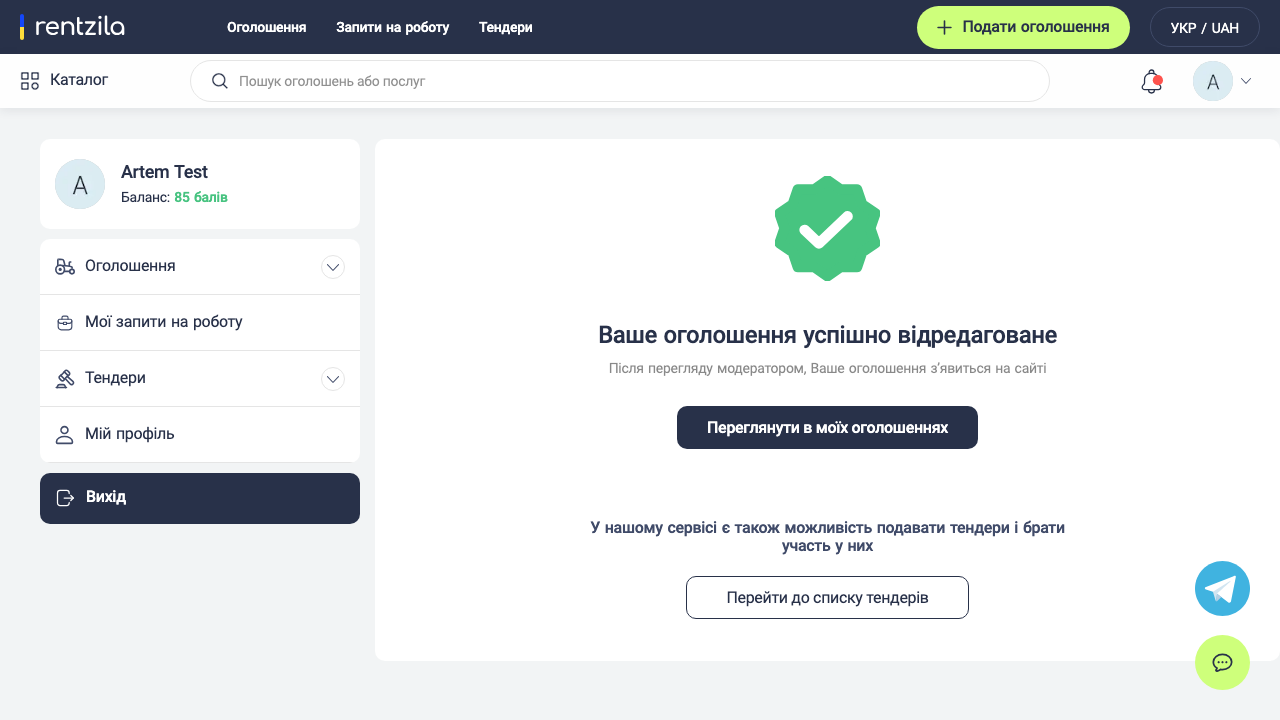 rentzila
Оголошення
Запити на роботу
Тендери
Подати оголошення
УКР / UAH
Каталог
Пошук оголошень або послуг
A
A
Artem Test
Баланс: 85 балів
Оголошення
Мої запити на роботу
Тендери
Мій профіль
Вихід
Ваше оголошення успішно відредаговане
Після перегляду модератором, Ваше оголошення з’явиться на сайті
Переглянути в моїх оголошеннях
У нашому сервісі є також можливість подавати тендери і брати
участь у них
Перейти до списку тендерів